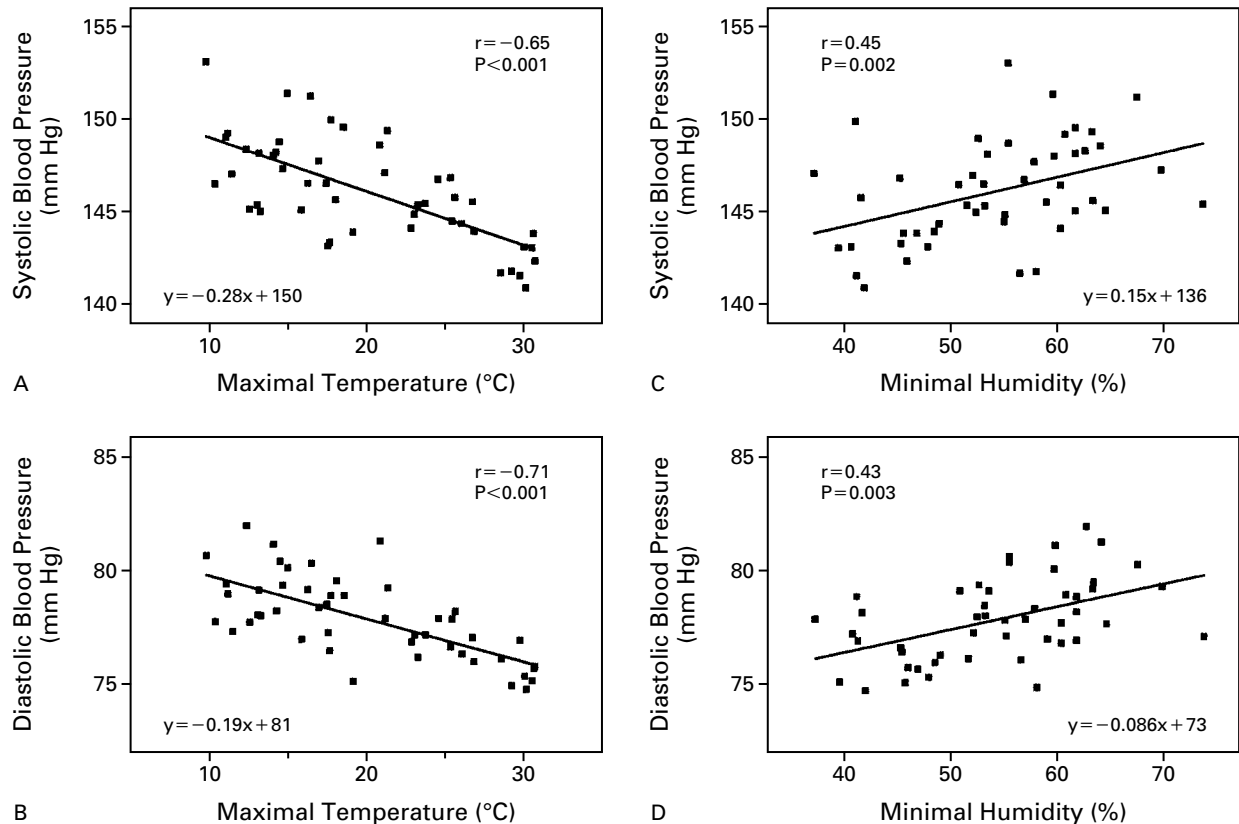 155
150
145
140
Systolic Blood Pressure
(mm Hg)
r=−0.65
P<0.001
y=−0.28x+150
10
20
30
Maximal Temperature (°C)
A
155
150
145
140
Systolic Blood Pressure
(mm Hg)
r=0.45
P=0.002
y=0.15x+136
40
50
60
70
Minimal Humidity (%)
C
85
80
75
Diastolic Blood Pressure
(mm Hg)
r=−0.71
P<0.001
y=−0.19x+81
10
20
30
Maximal Temperature (°C)
B
85
80
75
Diastolic Blood Pressure
(mm Hg)
r=0.43
P=0.003
y=−0.086x+73
40
50
60
70
Minimal Humidity (%)
D